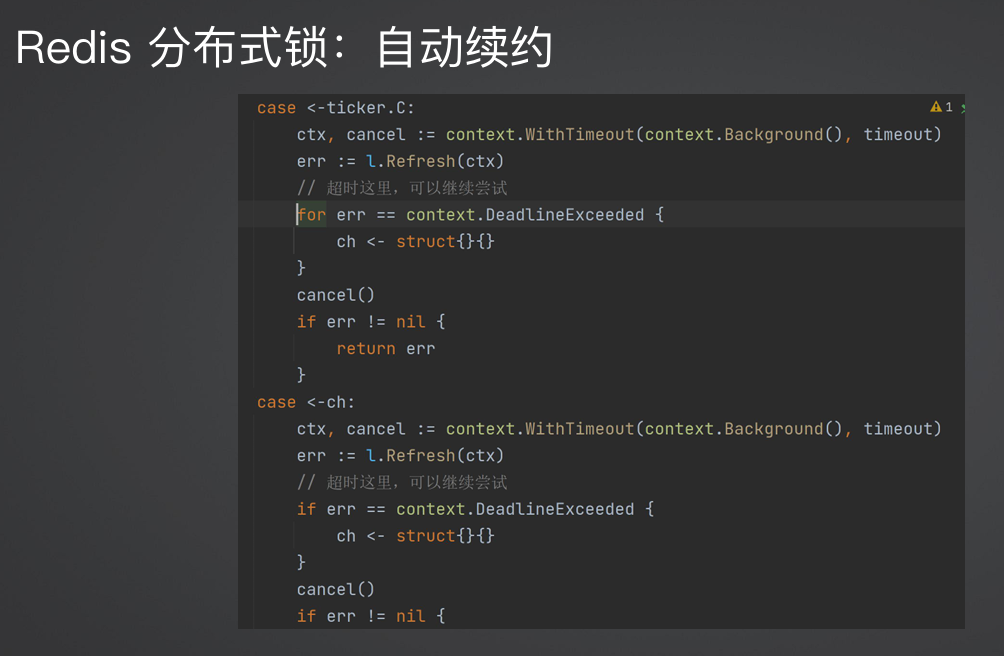 Redis 分布式锁：自动续约
case <-ticker.C:
1
ctx, cancel := context.WithTimeout(context.Background(), timeout)
err := l.Refresh(ctx)
// 超时这里，可以继续尝试
for err == context.DeadlineExceeded {
ch <- struct{}{}
}
cancel()
if err != nil {
return err
}
case <-ch:
ctx, cancel := context.WithTimeout(context.Background(), timeout)
err := l.Refresh(ctx)
// 超时这里，可以继续尝试
if err == context.DeadlineExceeded {
ch <- struct{}{}
}
cancel()
if err != nil {